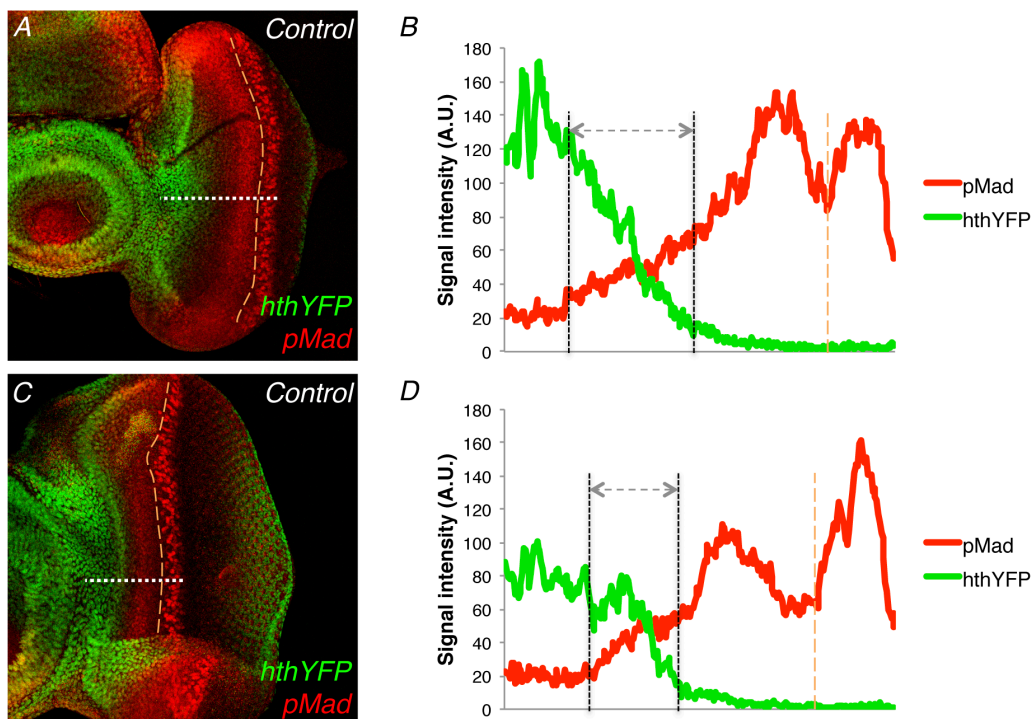 A
Control
hthYFP
pMad
B
Signal intensity (A.U.)
180
160
140
120
100
80
60
40
20
0
pMad
hthYFP
C
Control
hthYFP
pMad
D
Signal intensity (A.U.)
180
160
140
120
100
80
60
40
20
0
pMad
hthYFP